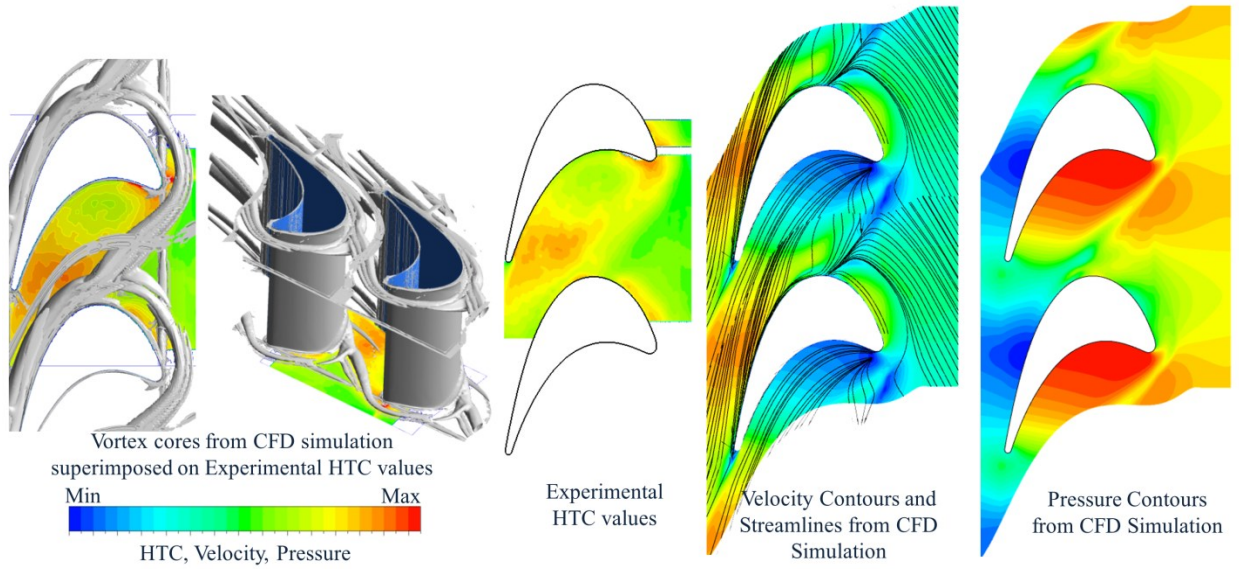 Vortex cores from CFD simulation
superimposed on Experimental HTC values
Min Max
HTC, Velocity, Pressure
Experimental
HTC values
Velocity Contours and
Streamlines from CFD
Simulation
Pressure Contours
from CFD Simulation